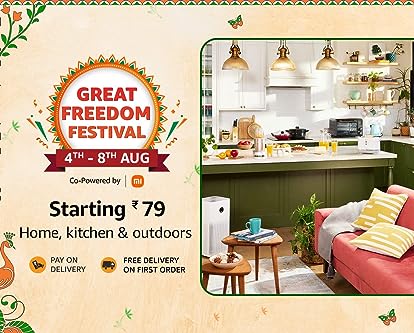 GREAT
FREEDOM
FESTIVAL
4TH - 8TH AUG
Co-Powered by mi
Starting ₹79
Home, kitchen & outdoors
PAY ON
DELIVERY
FREE DELIVERY
ON FIRST ORDER